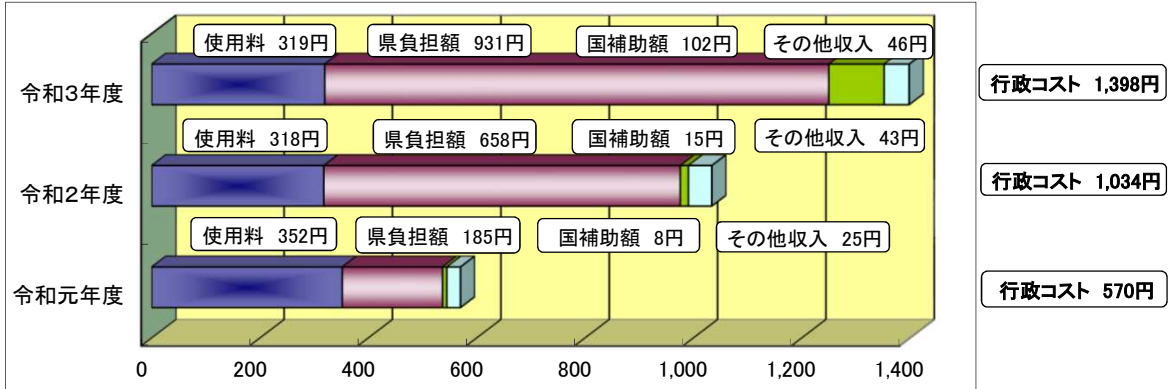 使用料 319円 県負担額 931円 国補助額 102円 その他収入 46円
令和3年度 行政コスト 1,398円
使用料 318円 県負担額 658円 国補助額 15円 その他収入 43円
令和2年度 行政コスト 1,034円
使用料 352円 県負担額 185円 国補助額 8円 その他収入 25円
令和元年度 行政コスト 570円
0 200 400 600 800 1,000 1,200 1,400